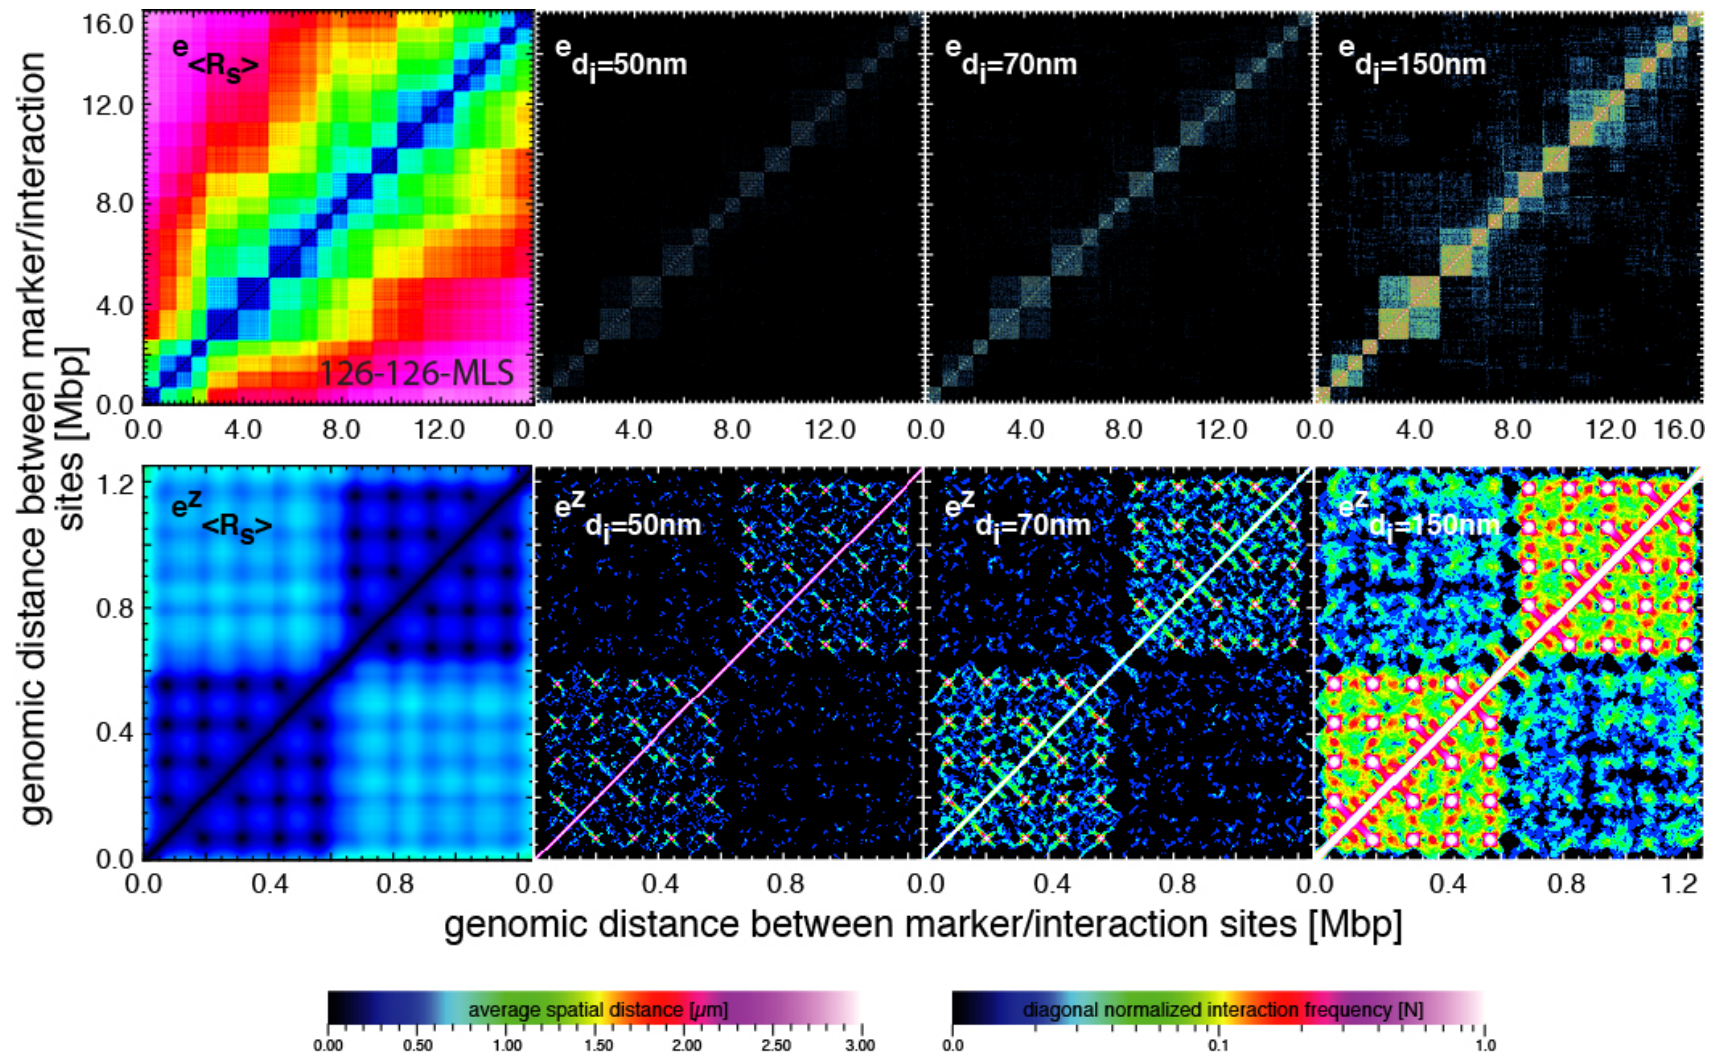 genomic distance between marker/interaction
sites [Mbp]
16.0
12.0
8.0
4.0
0.0
e<Rs>
126-126-MLS
edi=50nm
edi=70nm
edi=150nm
0.0 4.0 8.0 12.0 0.0 4.0 8.0 12.0 0.0 4.0 8.0 12.0 0.0 4.0 8.0 12.0 16.0
1.2
0.8
0.4
0.0
eZ<Rs>
eZdi=50nm
eZdi=70nm
eZdi=150nm
0.0 0.4 0.8 0.0 0.4 0.8 0.0 0.4 0.8 0.0 0.4 0.8 1.2
genomic distance between marker/interaction sites [Mbp]
average spatial distance [µm]
0.00 0.50 1.00 1.50 2.00 2.50 3.00
diagonal normalized interaction frequency [N]
0.0 0.1 1.0